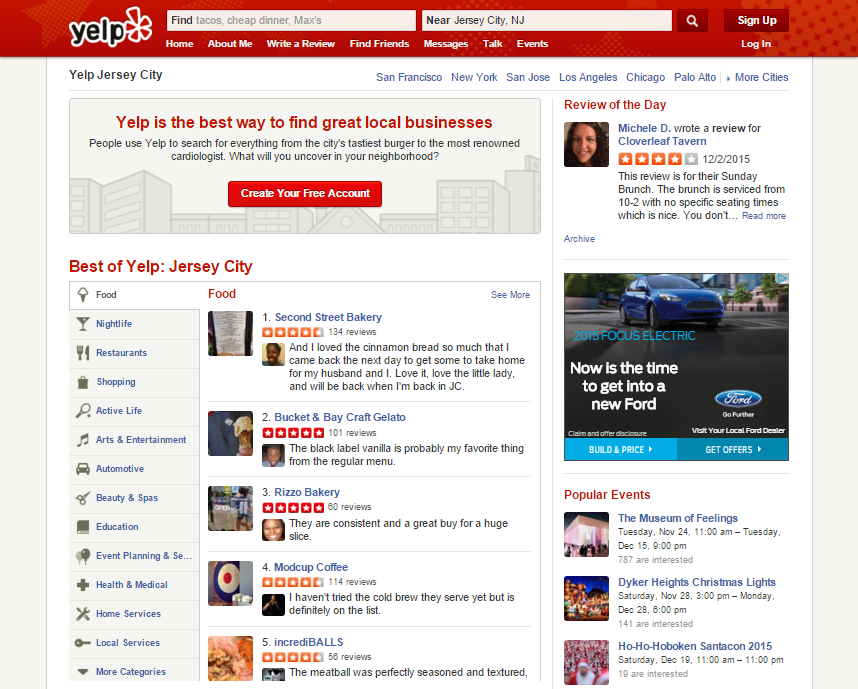 yelp
Find tacos, cheap dinner, Max's
Near Jersey City, NJ
Sign Up
Home About Me Write a Review Find Friends Messages Talk Events
Log In
Yelp Jersey City
San Francisco New York San Jose Los Angeles Chicago Palo Alto More Cities
Yelp is the best way to find great local businesses
People use Yelp to search for everything from the city's tastiest burger to the most renowned
cardiologist. What will you uncover in your neighborhood?
Create Your Free Account
Best of Yelp: Jersey City
Food
Nightlife
Restaurants
Shopping
Active Life
Arts & Entertainment
Automotive
Beauty & Spas
Education
Event Planning & Se...
Health & Medical
Home Services
Local Services
More Categories
Food
See More
1. Second Street Bakery
134 reviews
And I loved the cinnamon bread so much that I
came back the next day to get some to take home
for my husband and I. Love it, love the little lady,
and will be back when I'm back in JC.
2. Bucket & Bay Craft Gelato
101 reviews
The black label vanilla is probably my favorite thing
from the regular menu.
3. Rizzo Bakery
60 reviews
They are consistent and a great buy for a huge
slice.
OPEN
4. Modcup Coffee
114 reviews
I haven't tried the cold brew they serve yet but is
definitely on the list.
5. incrediBALLS
56 reviews
The meatball was perfectly seasoned and textured,
Review of the Day
Michele D. wrote a review for
Cloverleaf Tavern
12/2/2015
This review is for their Sunday
Brunch. The brunch is serviced from
10-2 with no specific seating times
which is nice. You don't… Read more
Archive
2015 FOCUS ELECTRIC
Now is the time
to get into a
new Ford
Ford
Go Further
Claim and offer disclosure
Visit Your Local Ford Dealer
BUILD & PRICE
GET OFFERS
Popular Events
The Museum of Feelings
Tuesday, Nov 24, 11:00 am – Tuesday,
Dec 15, 9:00 pm
787 are interested
Dyker Heights Christmas Lights
Saturday, Nov 28, 3:00 pm – Monday,
Dec 28, 6:00 pm
141 are interested
Ho-Ho-Hoboken Santacon 2015
Saturday, Dec 19, 11:00 am – 11:00 pm
19 are interested